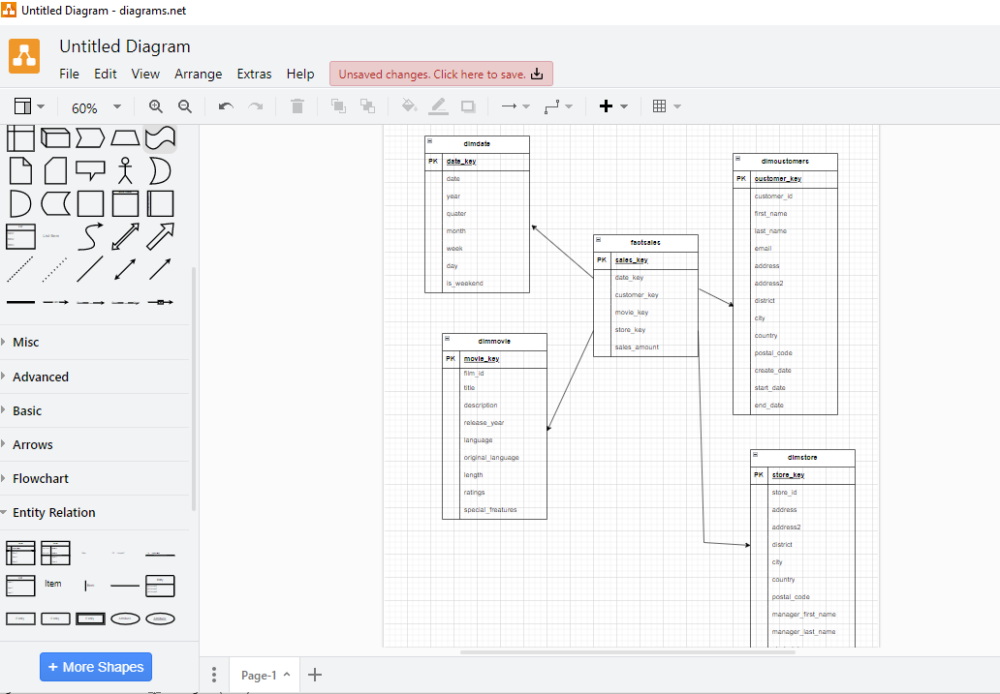 Untitled Diagram - diagrams.net
Untitled Diagram
File Edit View Arrange Extras Help
Unsaved changes. Click here to save.
60%
Misc
Advanced
Basic
Arrows
Flowchart
Entity Relation
Item
+ More Shapes
dimdate
PK date_key
date
year
quater
month
week
day
is_weekend
factsales
PK sales_key
date_key
customer_key
movie_key
store_key
sales_amount
dimcustomers
PK customer_key
customer_id
first_name
last_name
email
address
address2
district
city
country
postal_code
create_date
start_date
end_date
dimmovie
PK movie_key
film_id
title
description
release_year
language
original_language
length
ratings
special_freatures
dimstore
PK store_key
store_id
address
address2
district
city
country
postal_code
manager_first_name
manager_last_name
Page-1